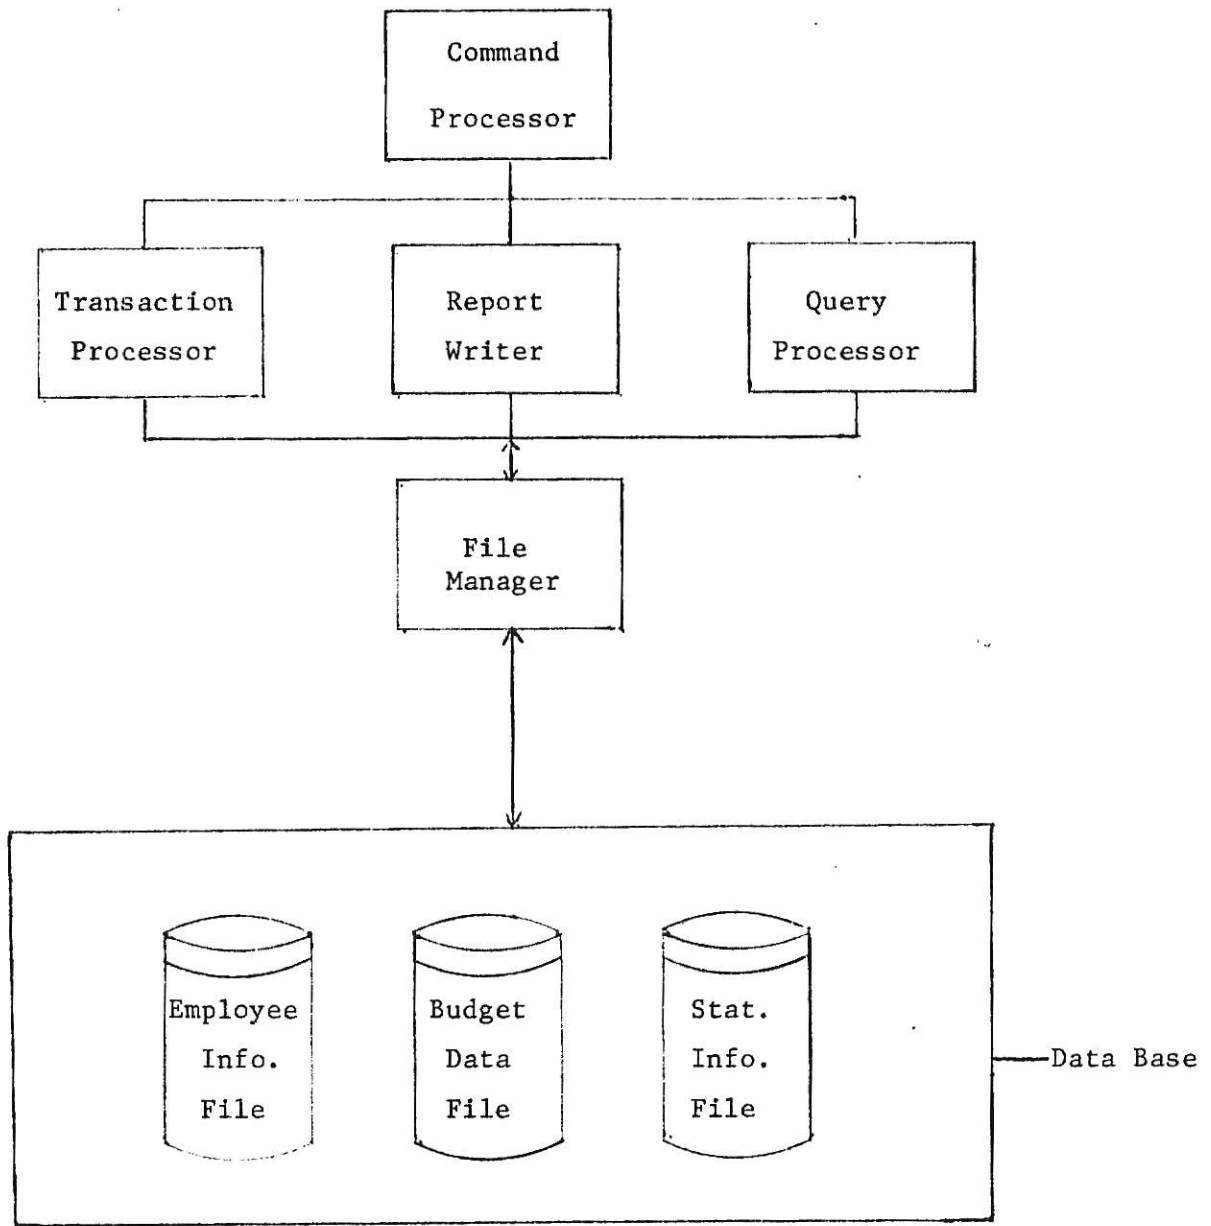 Command
Processor
Transaction
Processor
Report
Writer
Query
Processor
File
Manager
Employee
Info.
File
Budget
Data
File
Stat.
Info.
File
Data Base